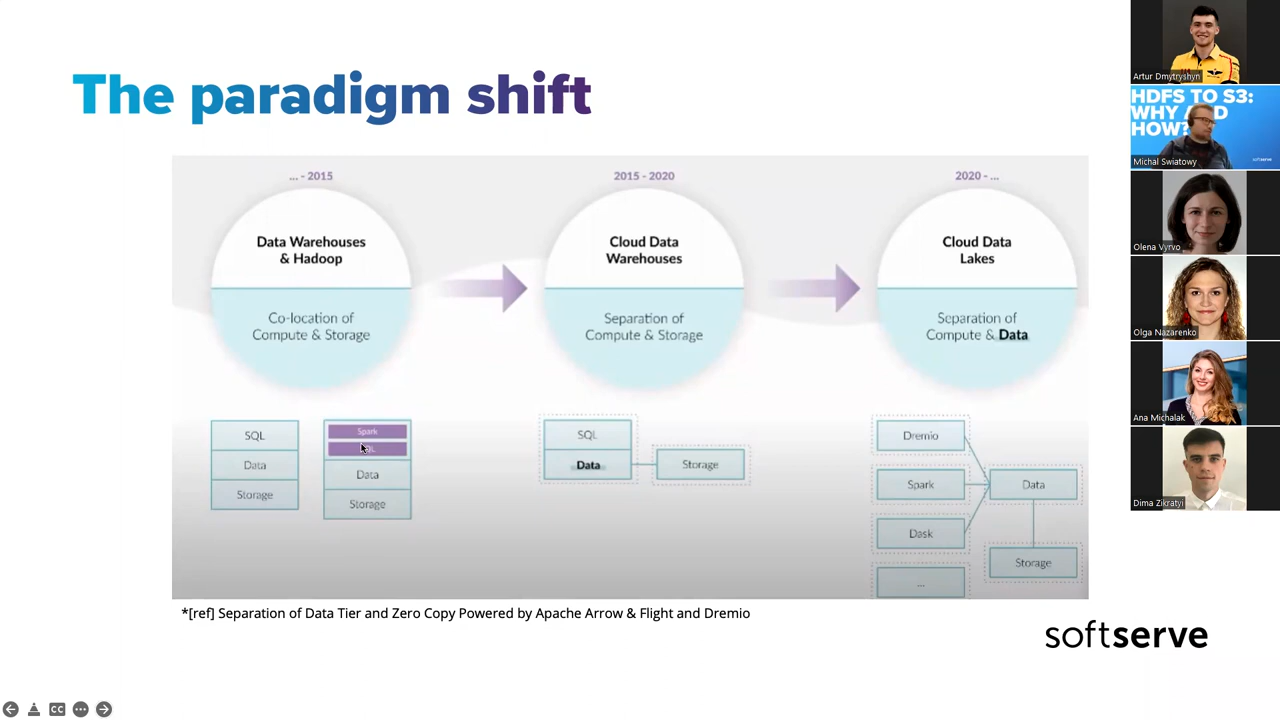 The paradigm shift
... - 2015
2015 - 2020
2020 - ...
Data Warehouses
& Hadoop
Cloud Data
Warehouses
Cloud Data
Lakes
Co-location of
Compute & Storage
Separation of
Compute & Storage
Separation of
Compute & Data
SQL
Data
Storage
Spark
Data
Storage
SQL
Data
Storage
Dremio
Spark
Dask
...
Data
Storage
*[ref] Separation of Data Tier and Zero Copy Powered by Apache Arrow & Flight and Dremio
softserve
CC
Artur Dmytryshyn
HDFS TO S3:
WHY
HOW?
softserve
Michal Swiatowy
Olena Vyrvo
Olga Nazarenko
Ana Michalak
Dima Zikratyi